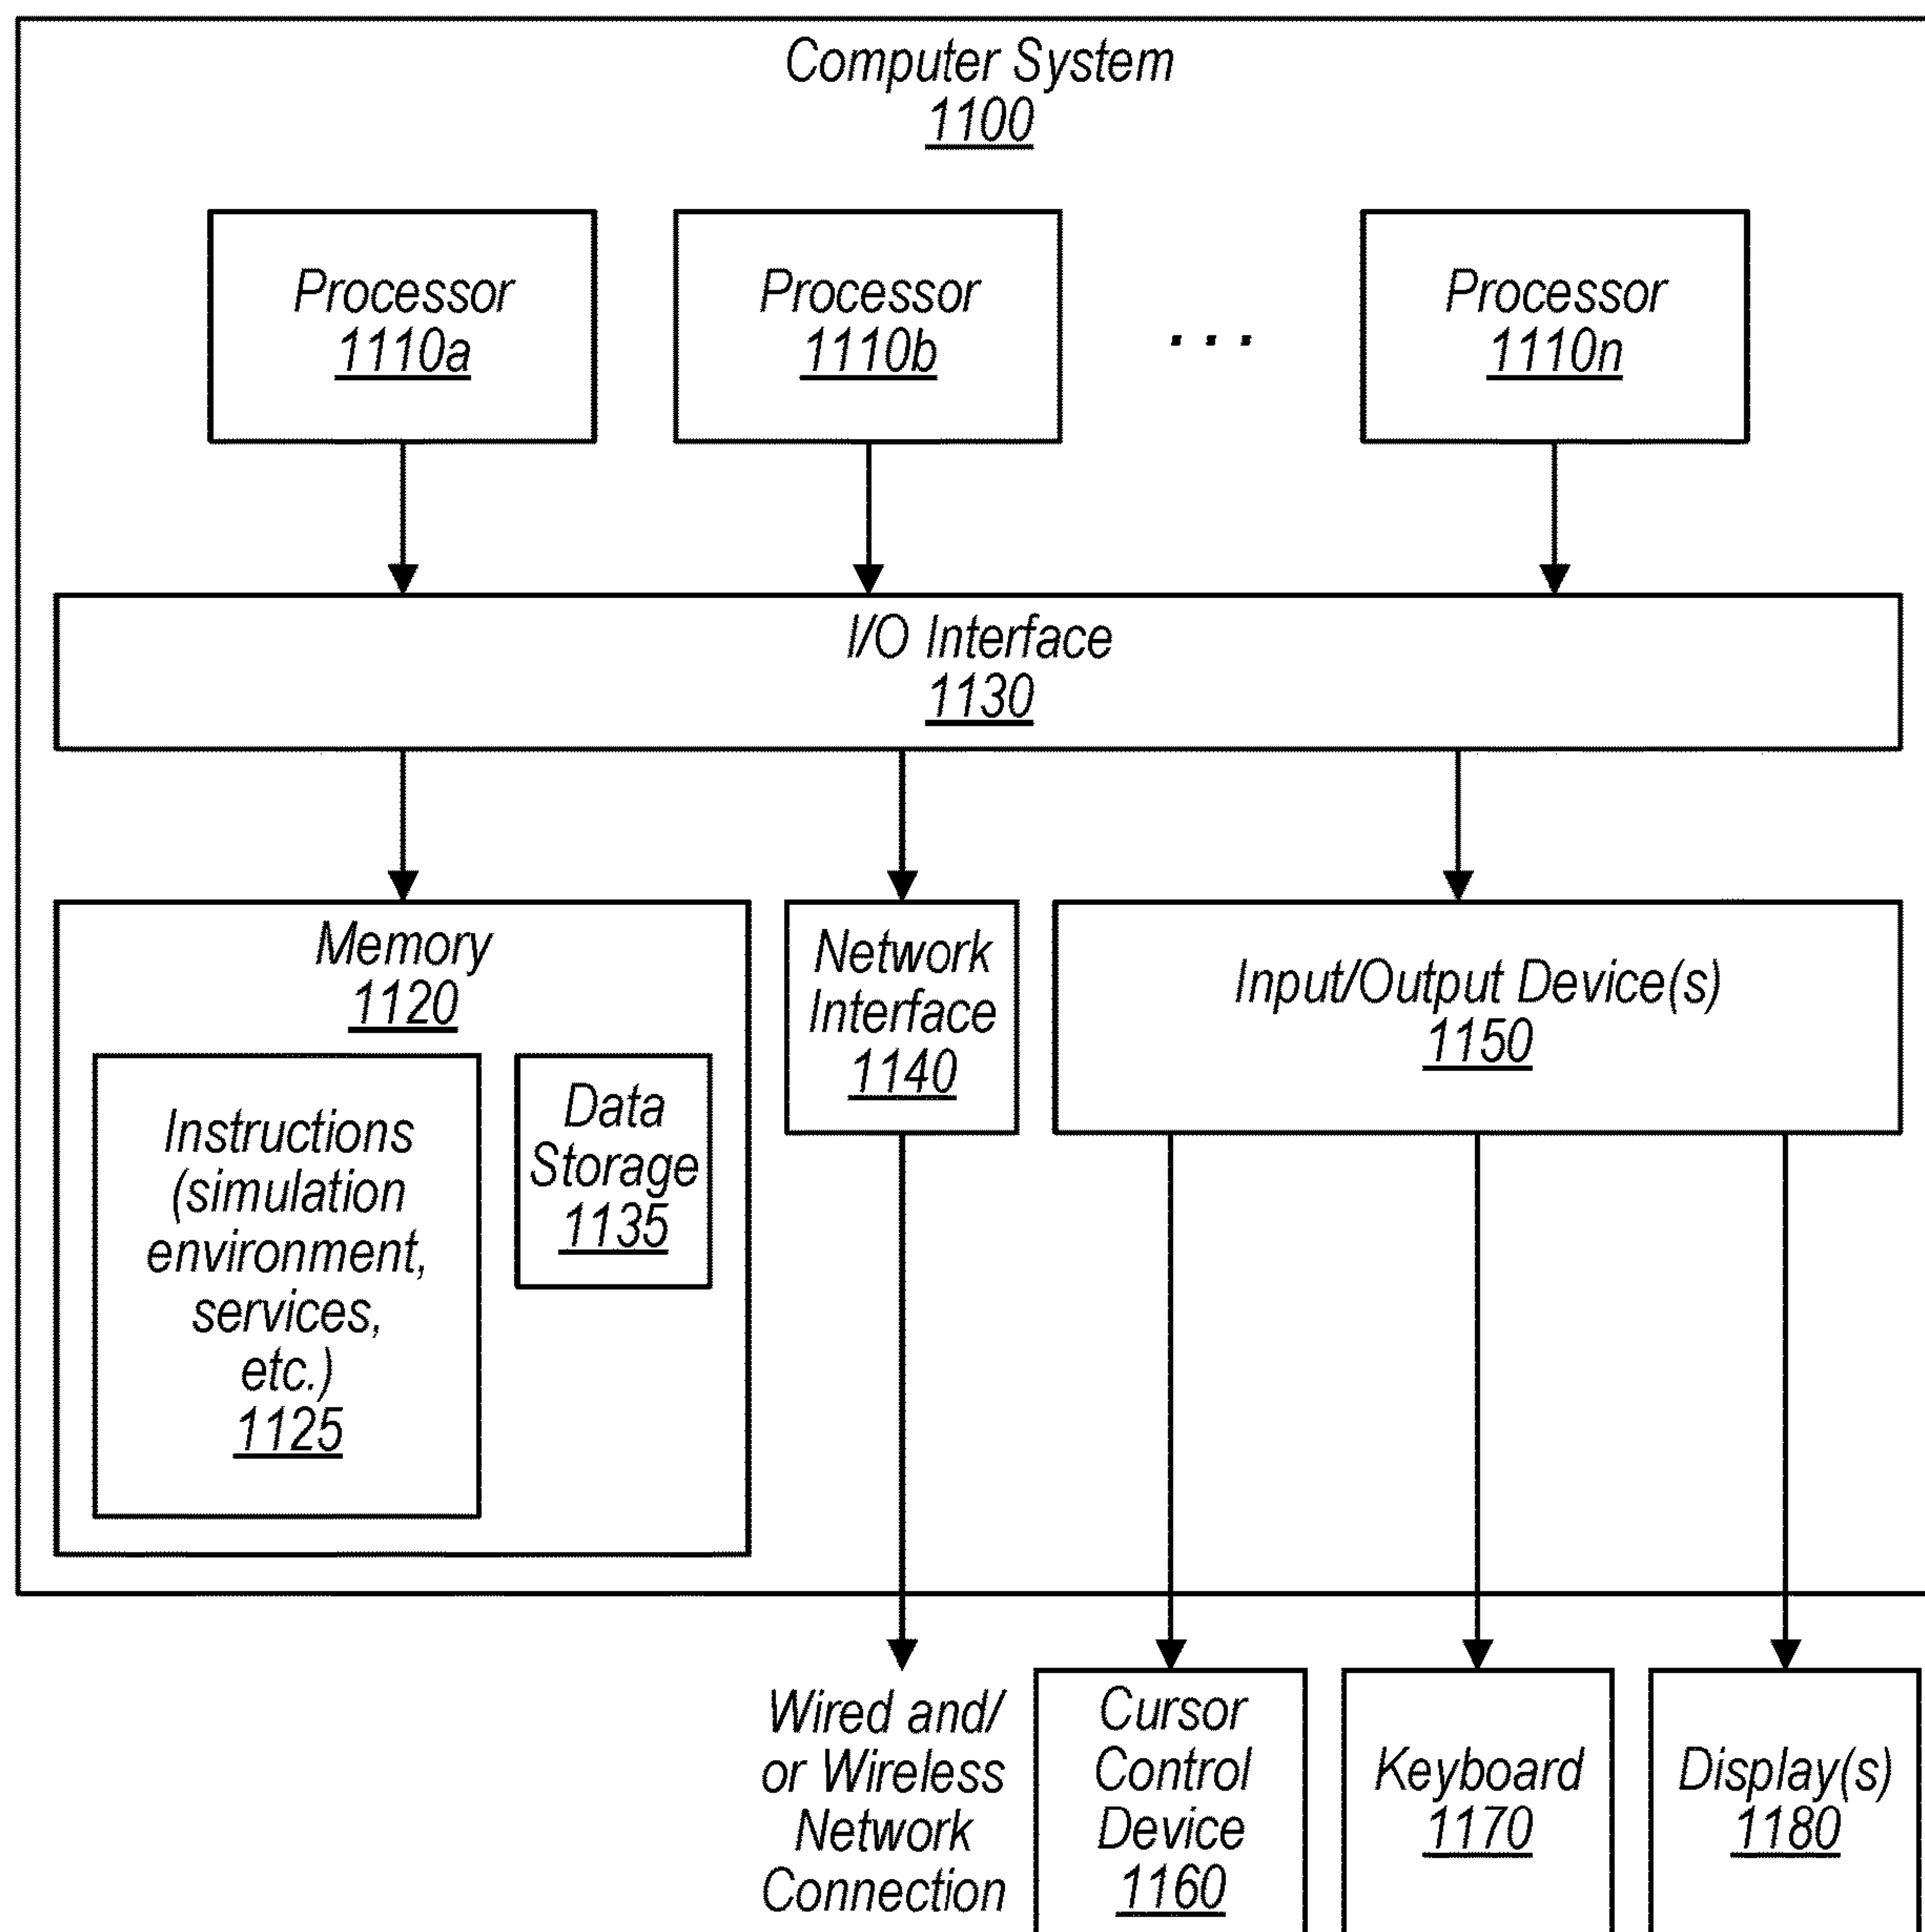 Computer System
1100
Processor
1110a
Processor
1110b
. . .
Processor
1110n
I/O Interface
1130
Memory
1120
Instructions
(simulation
environment,
services,
etc.)
1125
Data
Storage
1135
Network
Interface
1140
Input/Output Device(s)
1150
Wired and/
or Wireless
Network
Connection
Cursor
Control
Device
1160
Keyboard
1170
Display(s)
1180